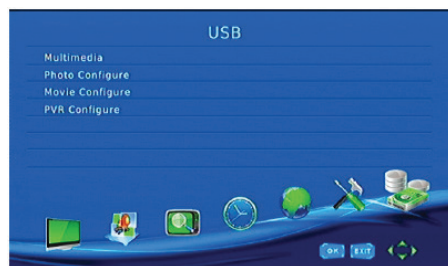 USB
Multimedia
Photo Configure
Movie Configure
PVR Configure
OK EXIT